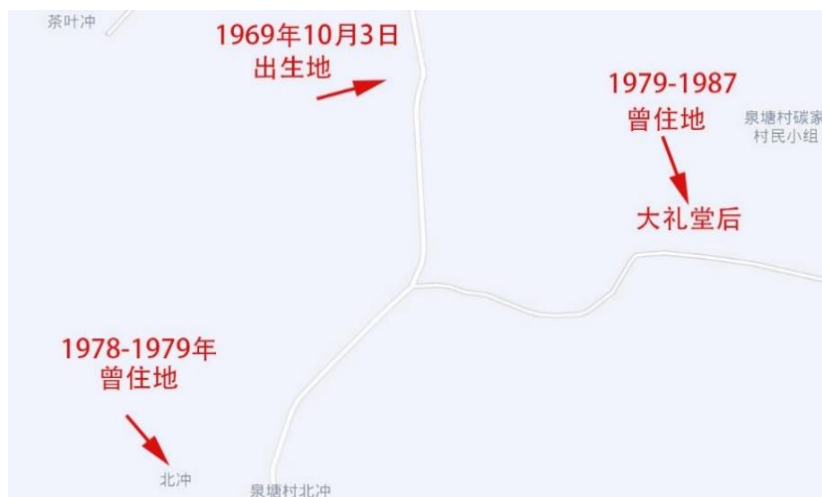 茶叶冲
1969年10月3日
出生地
1979-1987
曾住地
泉塘村碳家
村民小组
大礼堂后
1978-1979年
曾住地
北冲
泉塘村北冲